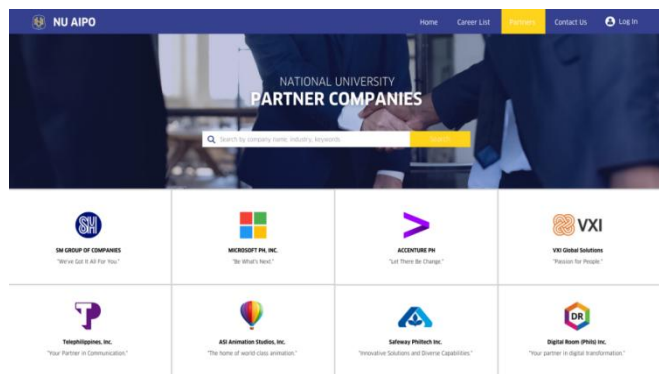 NU AIPO
Home Career List Partners Contact Us Log In
NATIONAL UNIVERSITY
PARTNER COMPANIES
Search by company name, industry, keywords
Search
SM
VXI
SM GROUP OF COMPANIES
MICROSOFT PH, INC.
ACCENTURE PH
VXI Global Solutions
"We've Got It All For You."
"Be What's Next."
"Let There Be Change."
"Passion for People."
TP
DR
Telephilippines, Inc.
ASI Animation Studios, Inc.
Safeway Philtech Inc.
Digital Room (Phils) Inc.
"Your Partner in Communication."
"The home of world class animation."
"Innovative Solutions and Diverse Capabilities."
"Your partner in digital transformation."